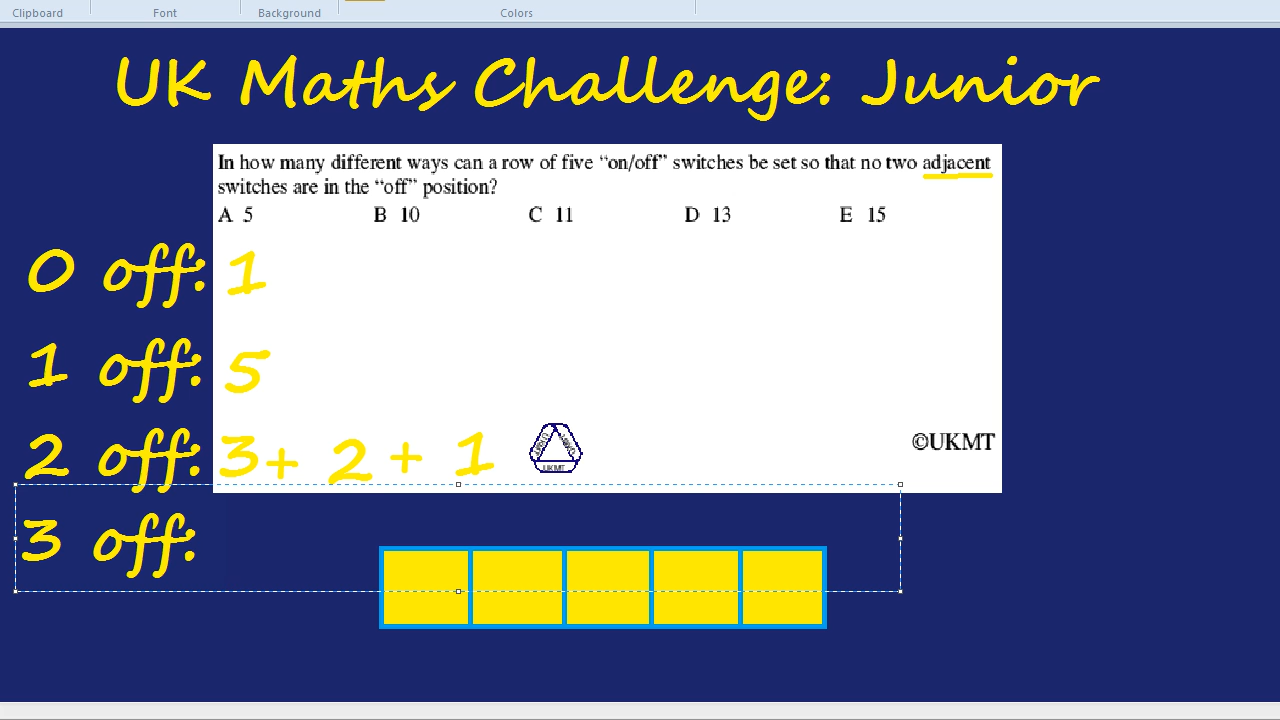 Clipboard Font Background Colors
UK Maths Challenge: Junior
In how many different ways can a row of five “on/off” switches be set so that no two adjacent
switches are in the “off” position?
A 5 B 10 C 11 D 13 E 15
0 off: 1
1 off: 5
2 off: 3 + 2 + 1
©UKMT
UKMT
3 off: